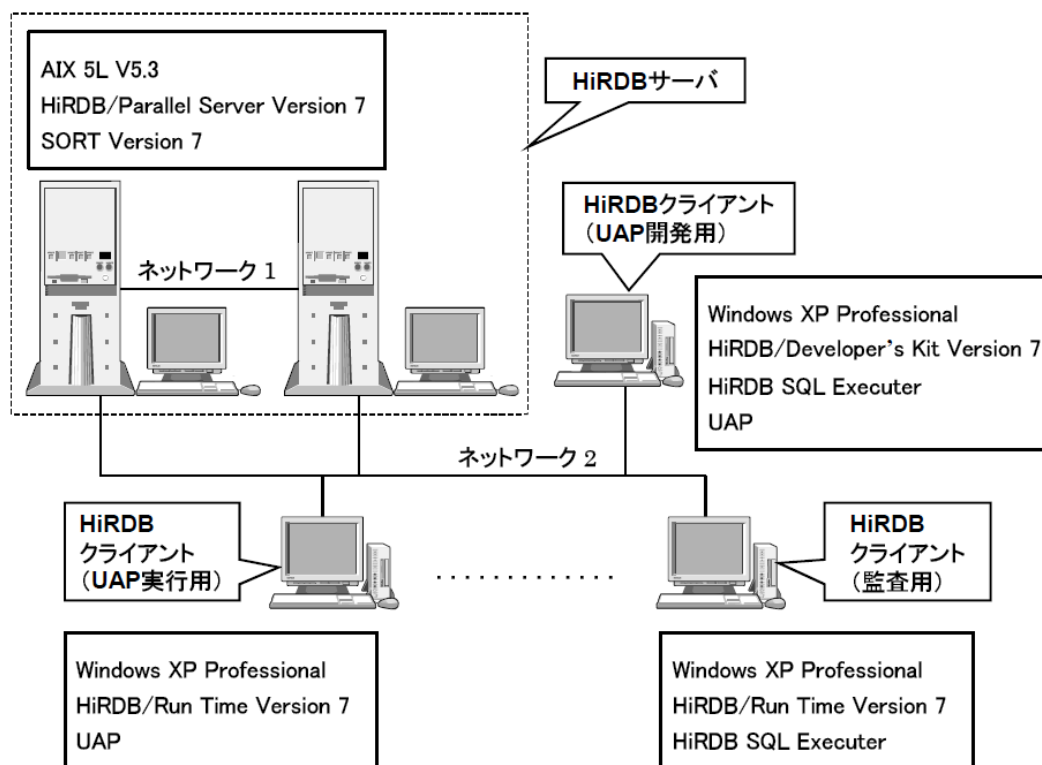 AIX 5L V5.3
HiRDB/Parallel Server Version 7
SORT Version 7
HiRDBサーバ
HiRDBクライアント
（UAP開発用）
ネットワーク 1
Windows XP Professional
HiRDB/Developer's Kit Version 7
HiRDB SQL Executer
UAP
ネットワーク 2
HiRDB
クライアント
（UAP実行用）
HiRDB
クライアント
（監査用）
Windows XP Professional
HiRDB/Run Time Version 7
UAP
Windows XP Professional
HiRDB/Run Time Version 7
HiRDB SQL Executer